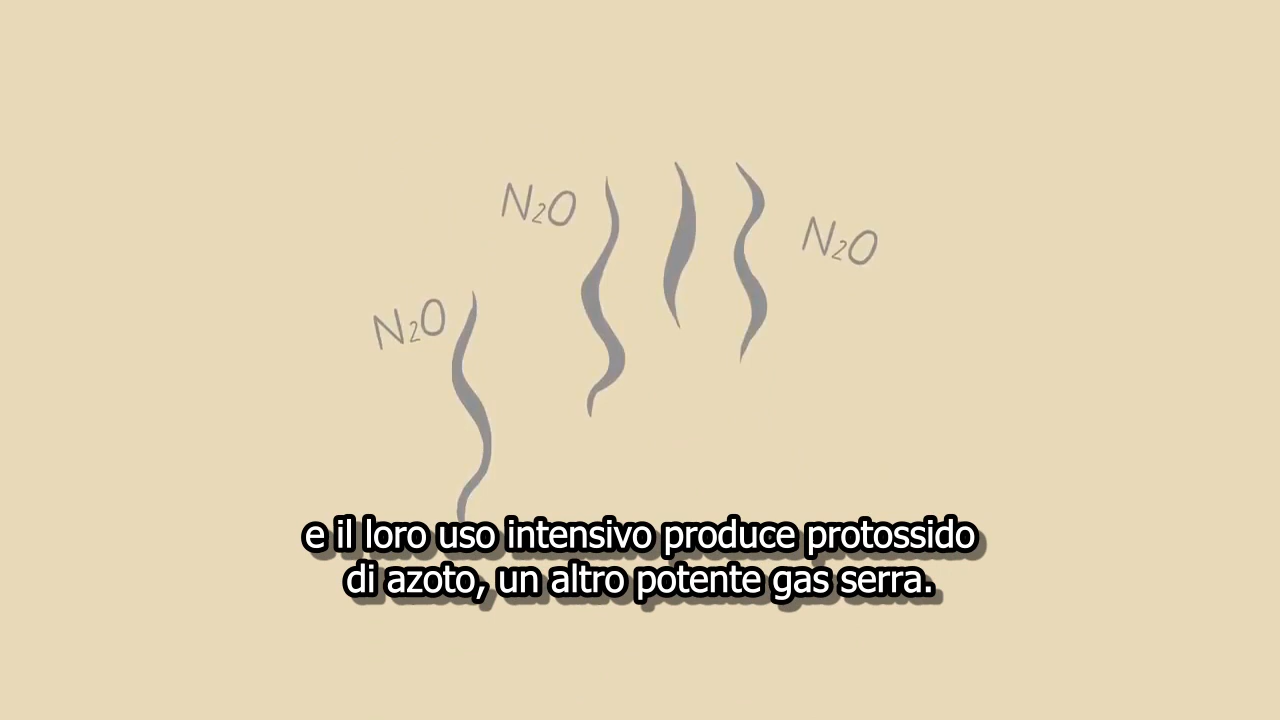 N2O
N2O
N2O
e il loro uso intensivo produce protossido
di azoto, un altro potente gas serra.